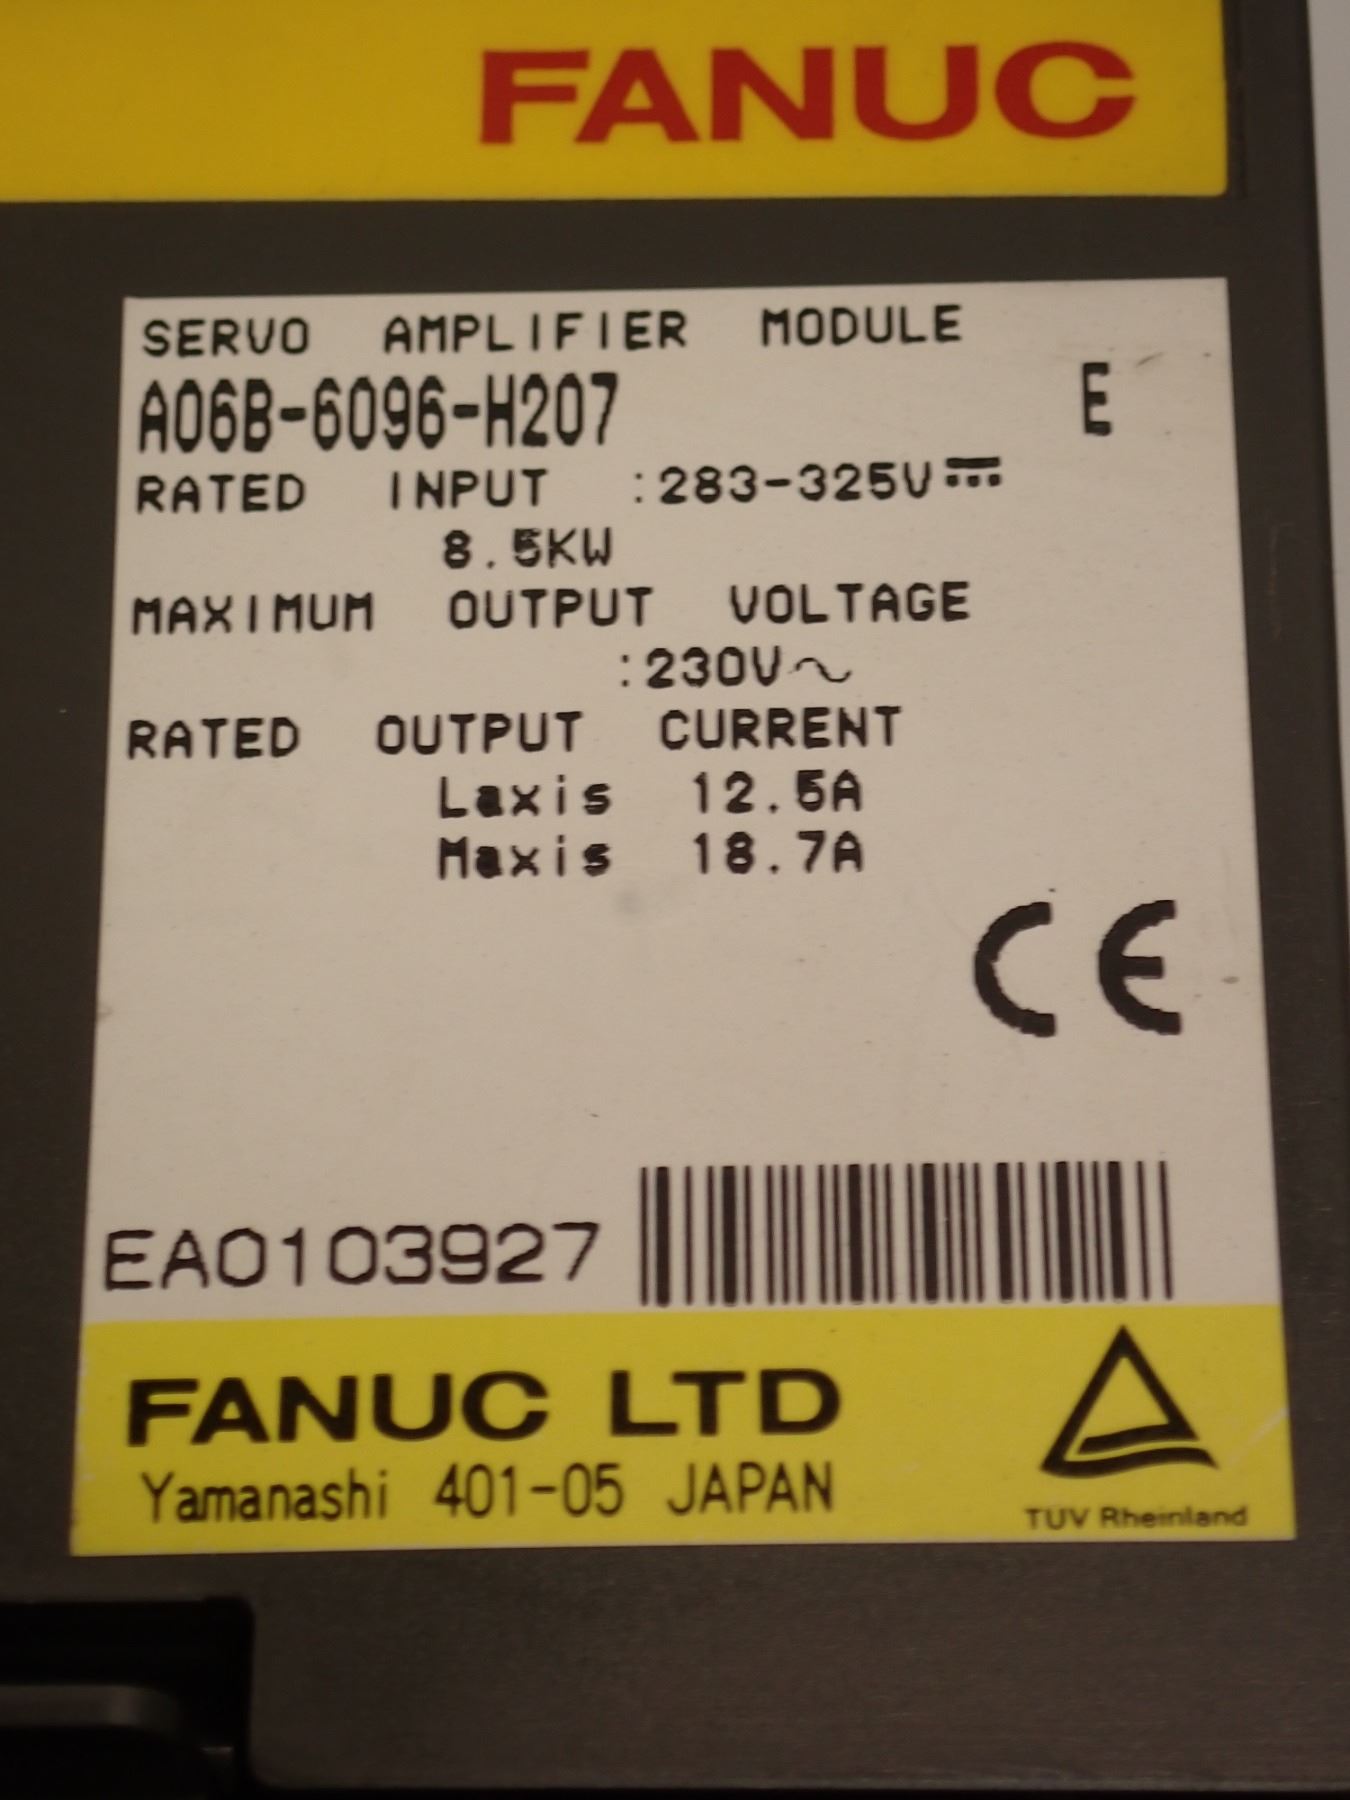 FANUC
SERVO AMPLIFIER MODULE
A06B-6096-H207 E
RATED INPUT :283-325V⎓
8.5KW
MAXIMUM OUTPUT VOLTAGE
:230V~
RATED OUTPUT CURRENT
Laxis 12.5A
Maxis 18.7A
CE
EA0103927
FANUC LTD
Yamanashi 401-05 JAPAN
TUV Rheinland